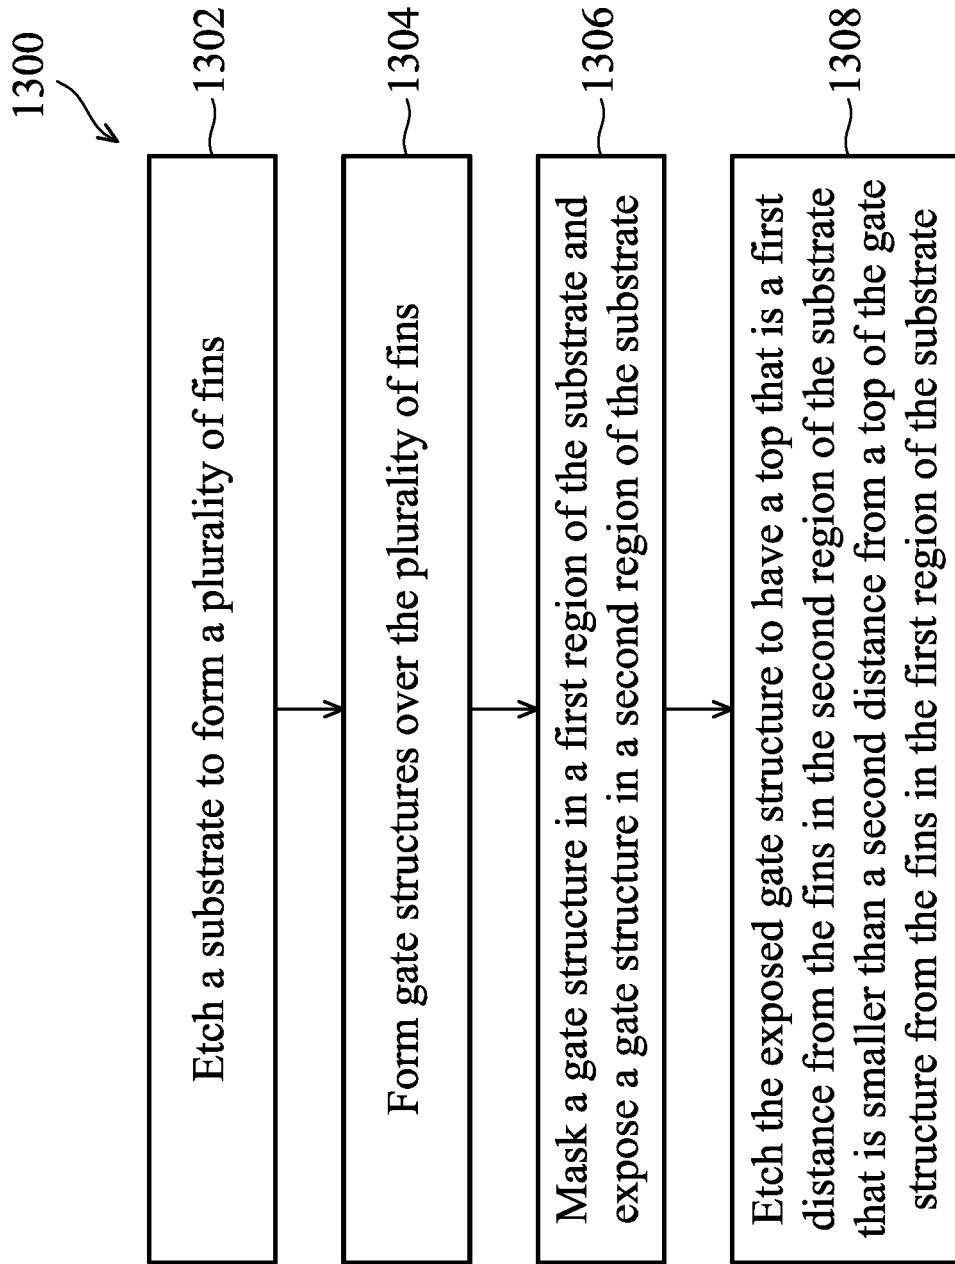 1300
Etch a substrate to form a plurality of fins
1302
Form gate structures over the plurality of fins
1304
Mask a gate structure in a first region of the substrate and
expose a gate structure in a second region of the substrate
1306
Etch the exposed gate structure to have a top that is a first
distance from the fins in the second region of the substrate
that is smaller than a second distance from a top of the gate
structure from the fins in the first region of the substrate
1308